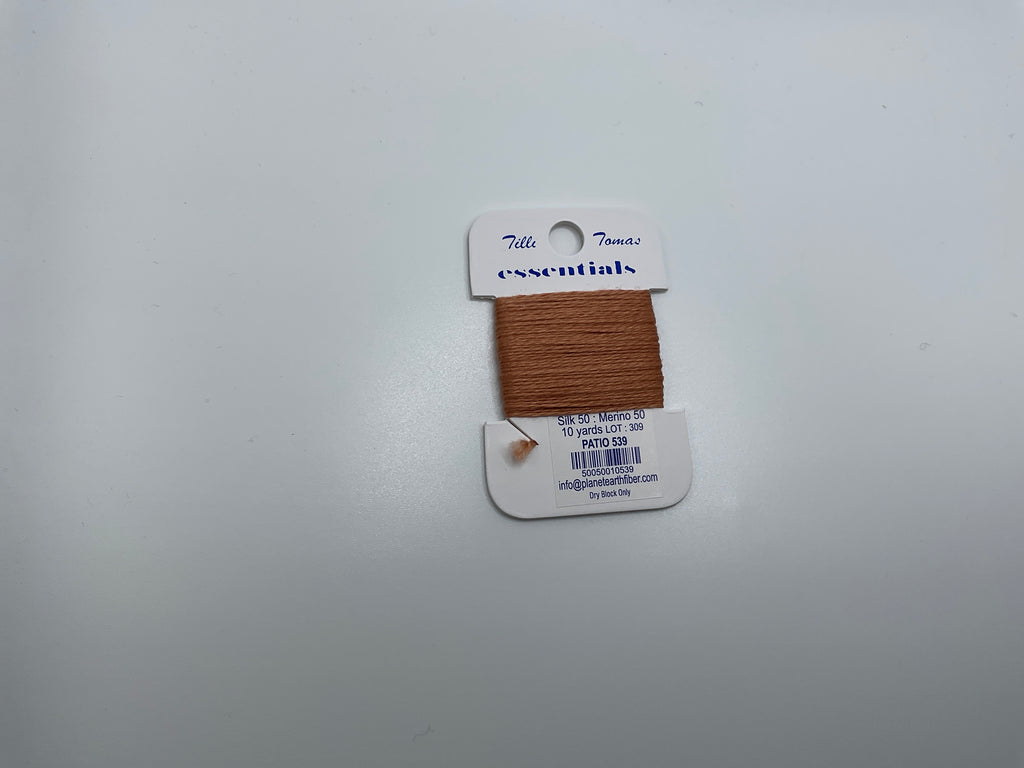 Tilli Tomas
essentials
Silk 50 : Merino 50
10 yards LOT : 309
PATIO 539
50050010539
info@planetearthfiber.com
Dry Block Only